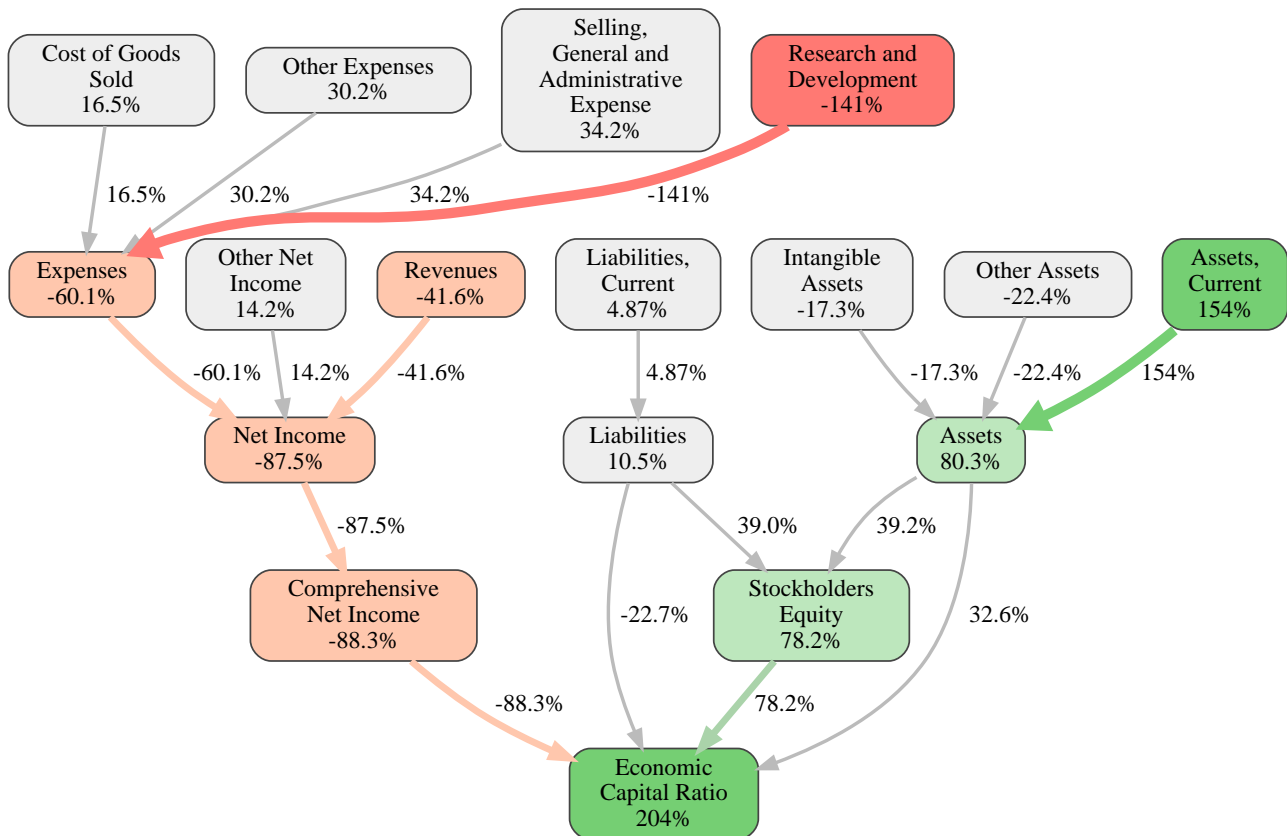 Cost of Goods
Sold
16.5%
Other Expenses
30.2%
Selling,
General and
Administrative
Expense
34.2%
Research and
Development
-141%
16.5%
30.2%
34.2%
-141%
Expenses
-60.1%
Other Net
Income
14.2%
Revenues
-41.6%
Liabilities,
Current
4.87%
Intangible
Assets
-17.3%
Other Assets
-22.4%
Assets,
Current
154%
-60.1%
14.2%
-41.6%
4.87%
-17.3%
-22.4%
154%
Net Income
-87.5%
Liabilities
10.5%
Assets
80.3%
-87.5%
39.0%
39.2%
Comprehensive
Net Income
-88.3%
-22.7%
Stockholders
Equity
78.2%
32.6%
-88.3%
78.2%
Economic
Capital Ratio
204%